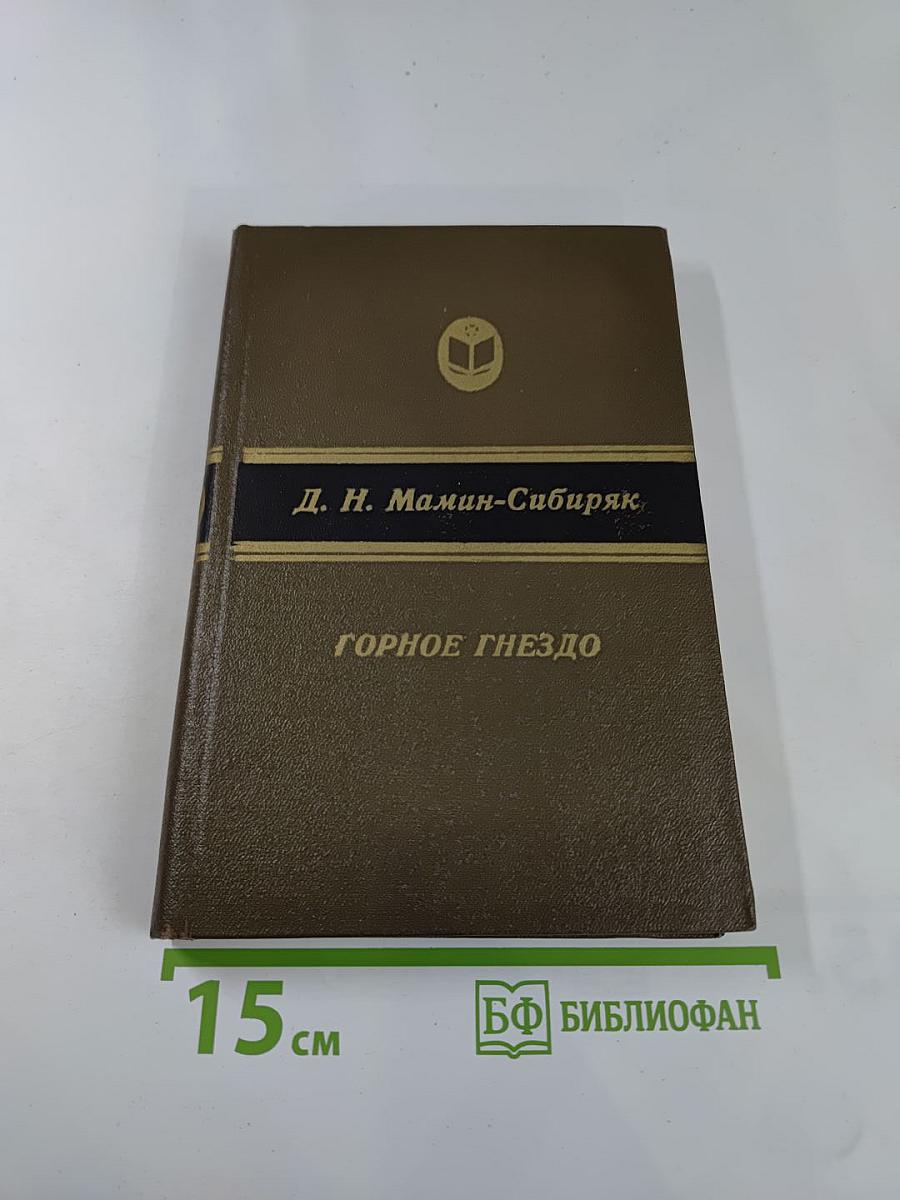 Д. Н. Мамин-Сибиряк
ГОРНОЕ ГНЕЗДО
15 см
БФ БИБЛИОФАН